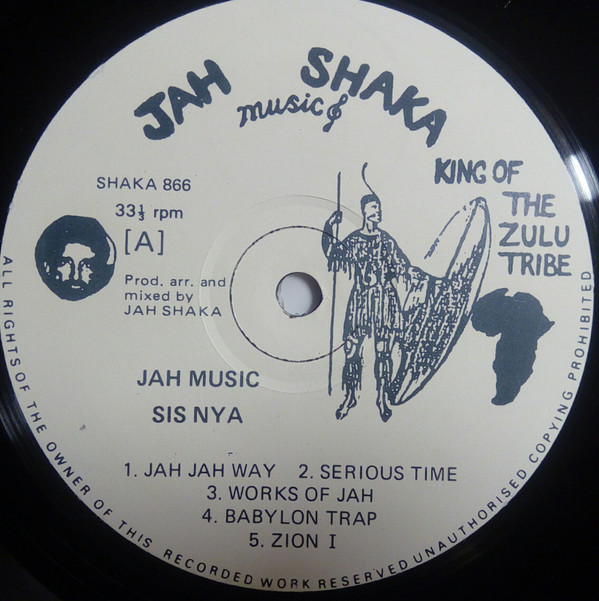 JAH SHAKA
music
KING OF
THE
ZULU
TRIBE
SHAKA 866
33⅓ rpm
[A]
Prod. arr. and
mixed by
JAH SHAKA
JAH MUSIC
SIS NYA
1. JAH JAH WAY 2. SERIOUS TIME
3. WORKS OF JAH
4. BABYLON TRAP
5. ZION I
ALL RIGHTS OF THE OWNER OF THIS RECORDED WORK RESERVED UNAUTHORISED COPYING PROHIBITED